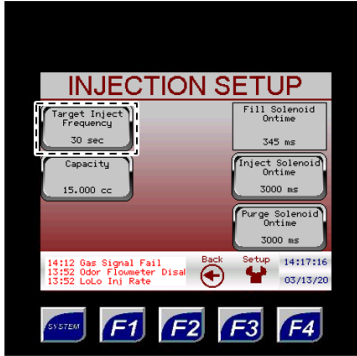 INJECTION SETUP
Target Inject
Frequency
30 sec
Capacity
15.000 cc
Fill Solenoid
Ontime
345 ms
Inject Solenoid
Ontime
3000 ms
Purge Solenoid
Ontime
3000 ms
14:12 Gas Signal Fail
13:52 Odor Flowmeter Disa
13:52 LoLo Inj Rate
Back
Setup
14:17:16
03/13/20
SYSTEM
F1
F2
F3
F4